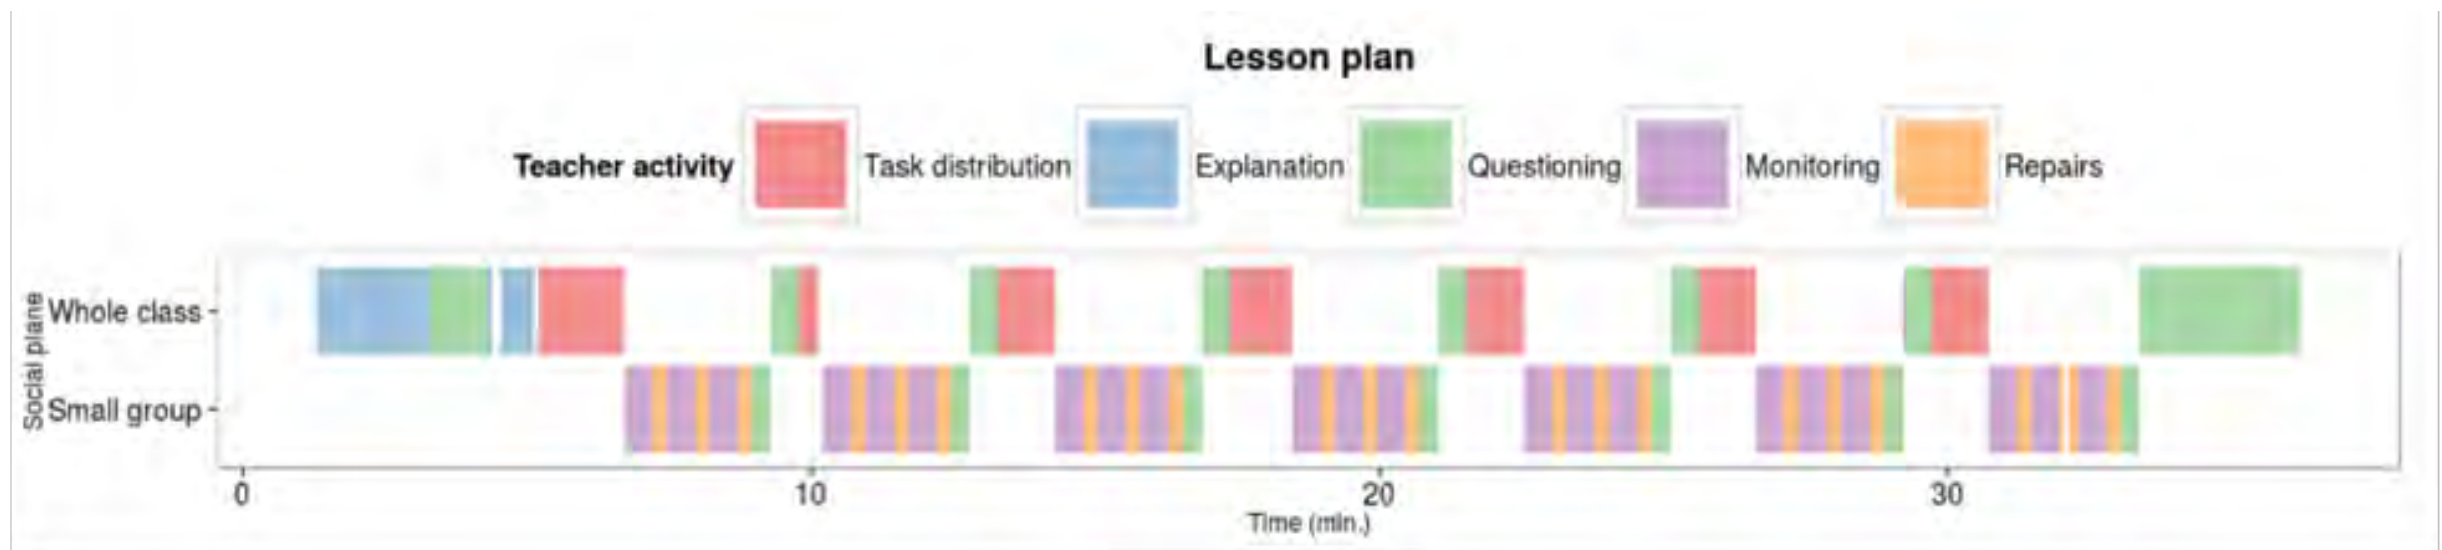 Lesson plan
Teacher activity Task distribution Explanation Questioning Monitoring Repairs
Social plane
Whole class
Small group
0 10 20 30
Time (min.)